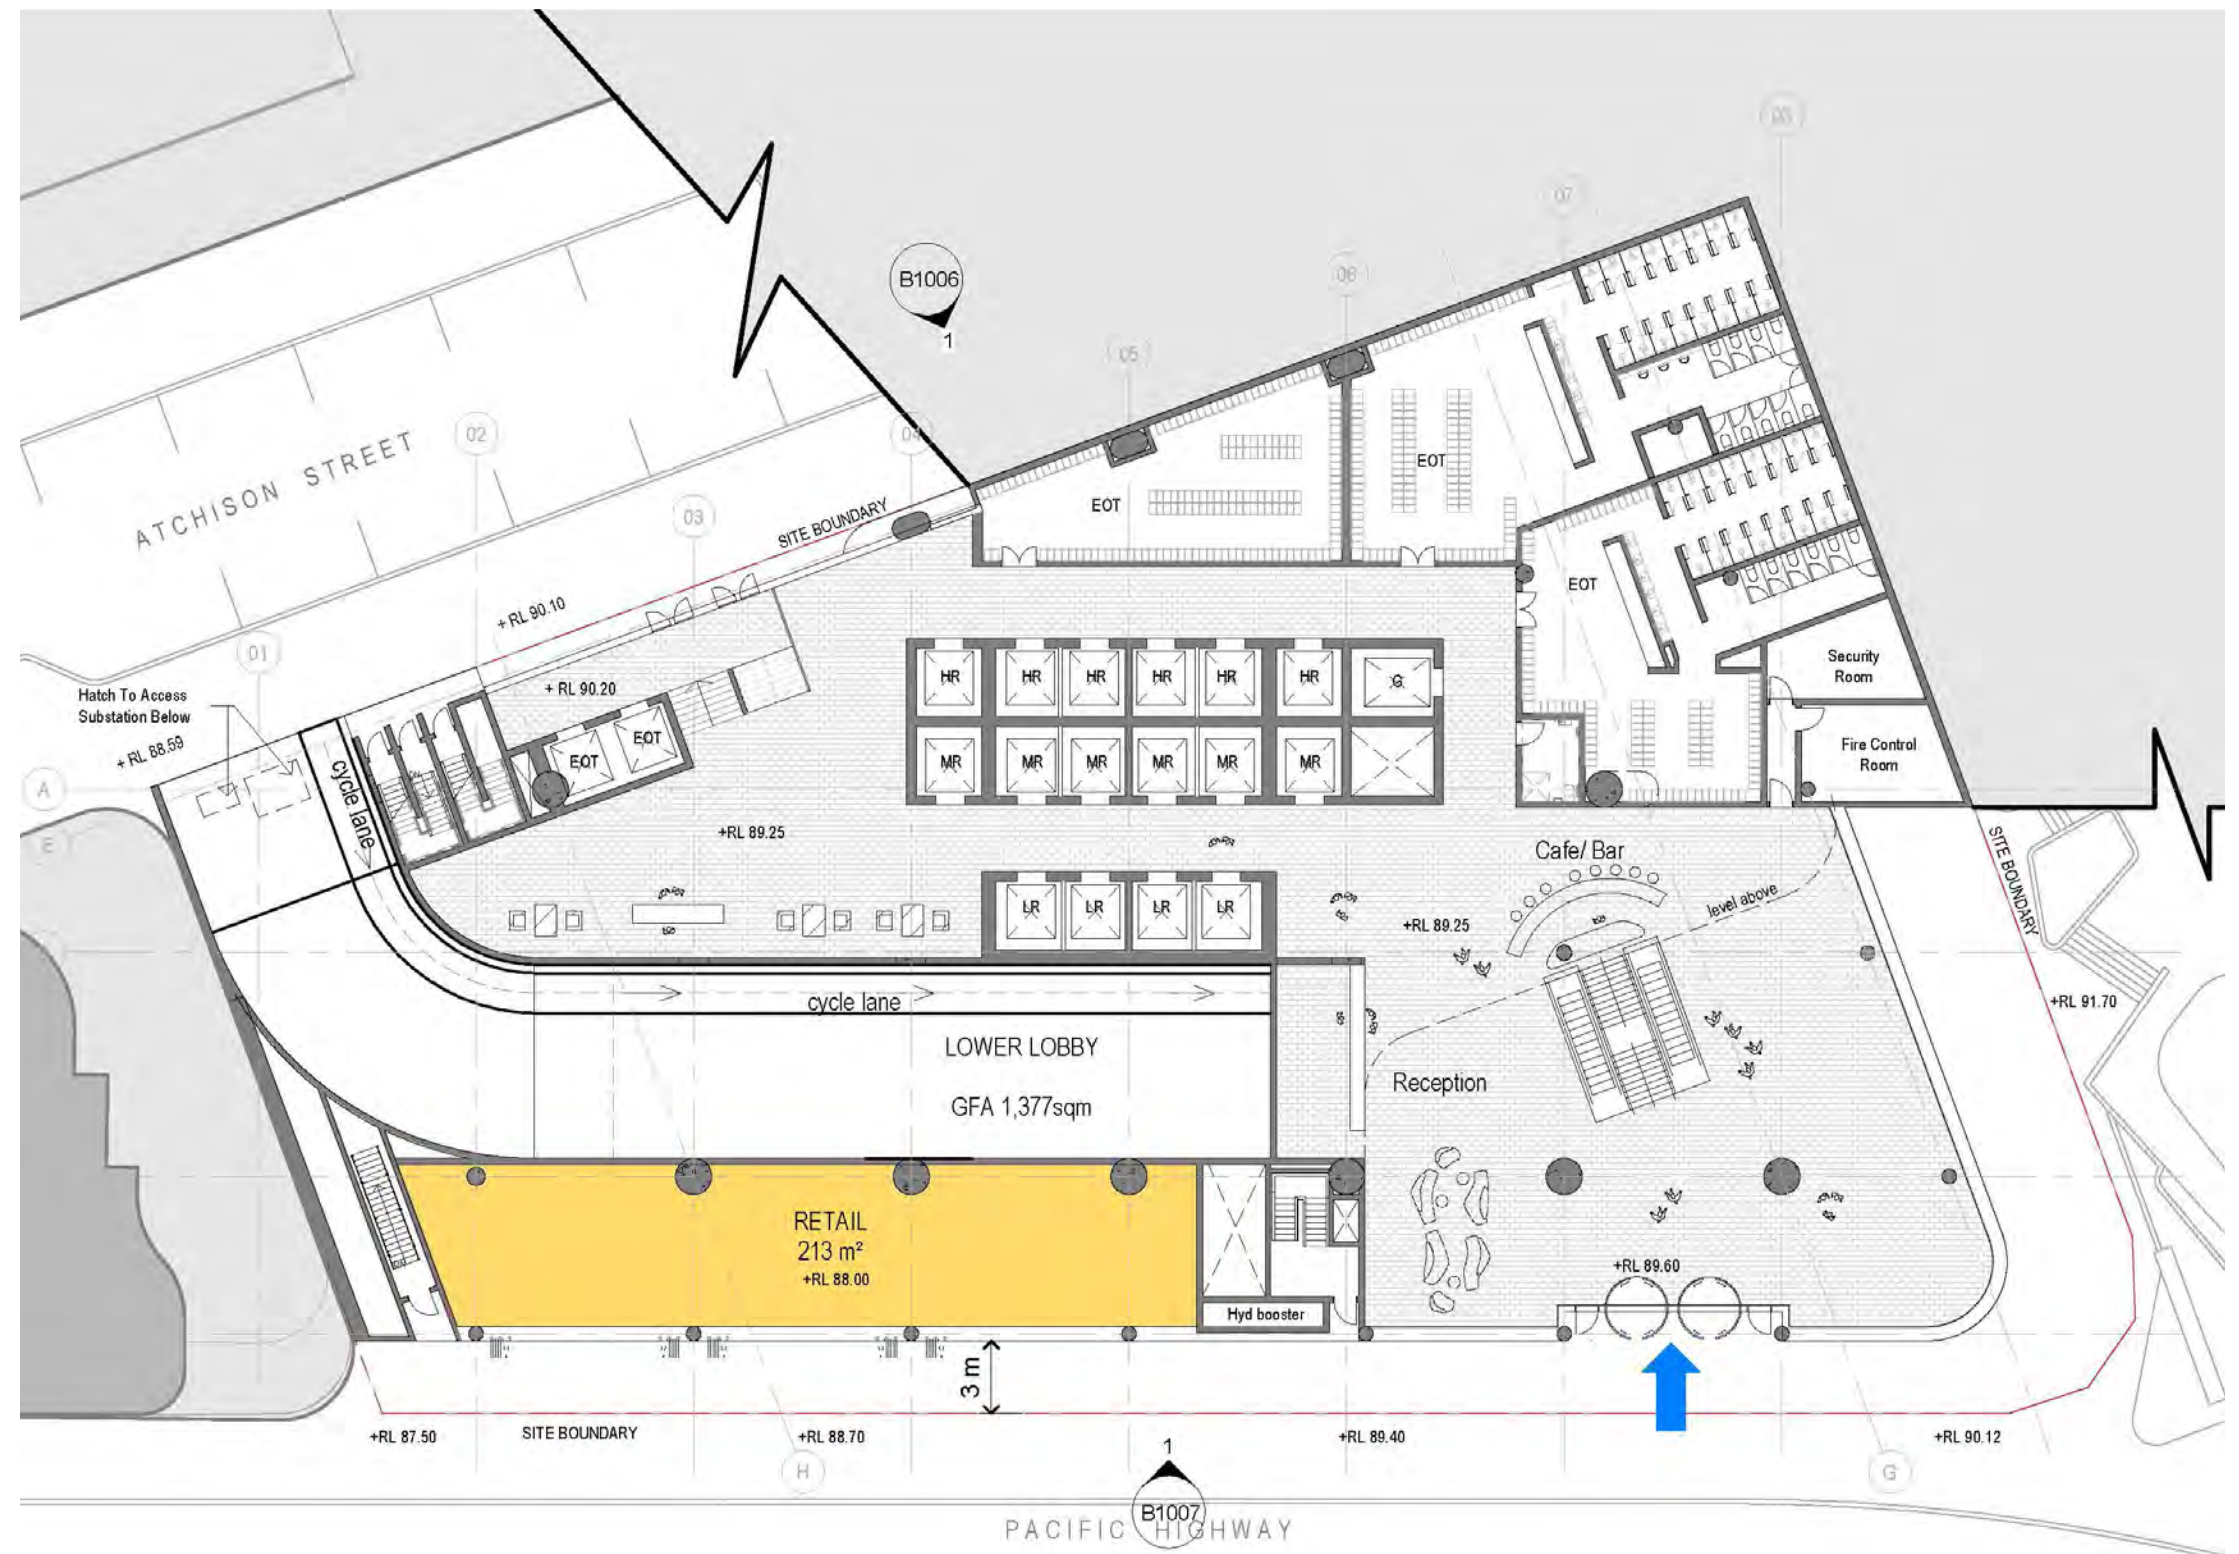 08
07
B1006
1
06
05
02
04
EOT
ATCHISON STREET
EOT
03
SITE BOUNDARY
EOT
+ RL 90.10
01
Security
Room
HR
HR
HR
HR
HR
HR
G
Hatch To Access
Substation Below
+ RL 90.20
+ RL 88.59
EOT
EOT
Fire Control
Room
MR
MR
MR
MR
MR
MR
A
cycle lane
+RL 89.25
E
Cafe/ Bar
SITE BOUNDARY
level above
LR
LR
LR
LR
+RL 89.25
cycle lane
+RL 91.70
LOWER LOBBY
Reception
GFA 1,377sqm
RETAIL
213 m²
+RL 88.00
+RL 89.60
Hyd booster
3 m
+RL 87.50
SITE BOUNDARY
+RL 88.70
1
+RL 89.40
+RL 90.12
H
G
B1007
PACIFIC HIGHWAY